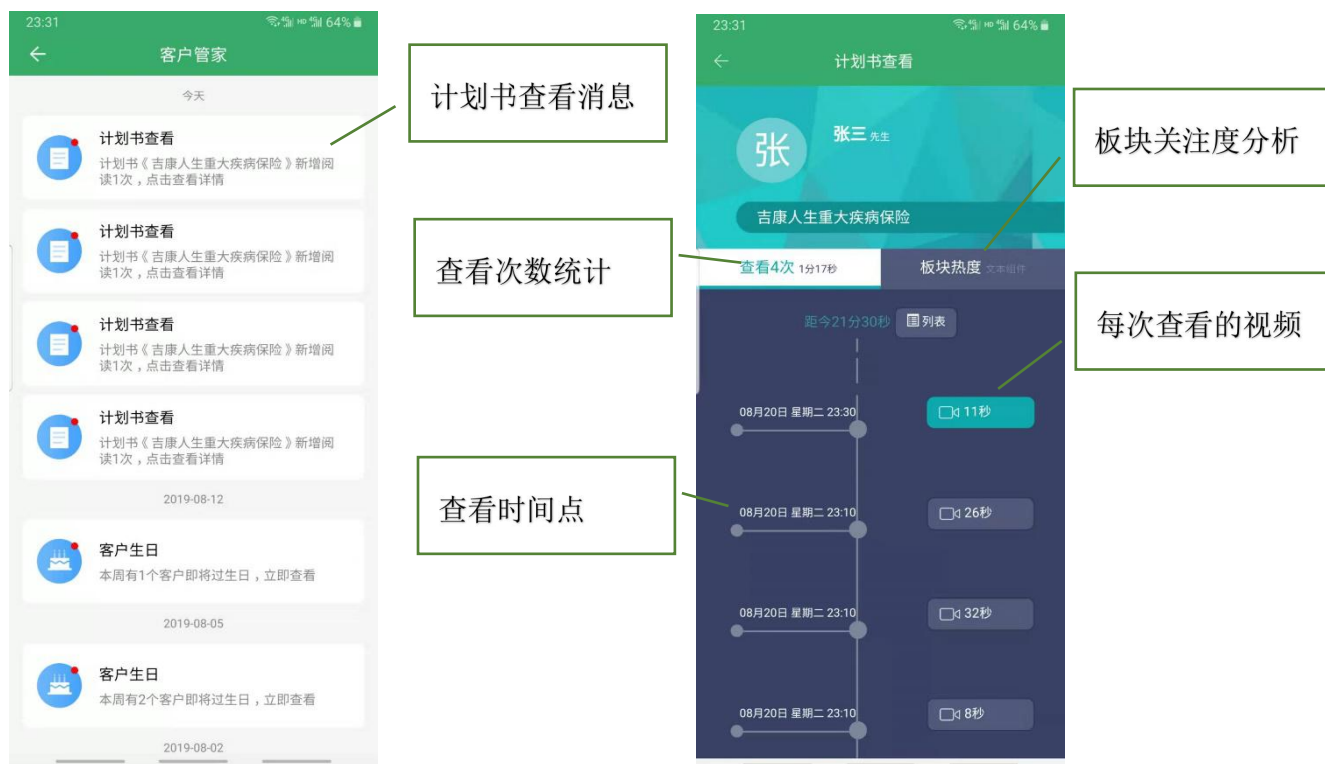 23:31
64%
客户管家
今天
计划书查看
计划书《吉康人生重大疾病保险》新增阅
读1次，点击查看详情
计划书查看
计划书《吉康人生重大疾病保险》新增阅
读1次，点击查看详情
计划书查看
计划书《吉康人生重大疾病保险》新增阅
读1次，点击查看详情
计划书查看
计划书《吉康人生重大疾病保险》新增阅
读1次，点击查看详情
2019-08-12
客户生日
本周有1个客户即将过生日，立即查看
2019-08-05
客户生日
本周有2个客户即将过生日，立即查看
2019-08-02
计划书查看消息
查看次数统计
查看时间点
23:31
64%
计划书查看
张
张三 先生
吉康人生重大疾病保险
查看4次 1分17秒
板块热度 文本组件
距今21分30秒 列表
08月20日 星期二 23:30 11秒
08月20日 星期二 23:10 26秒
08月20日 星期二 23:10 32秒
08月20日 星期二 23:10 8秒
板块关注度分析
每次查看的视频